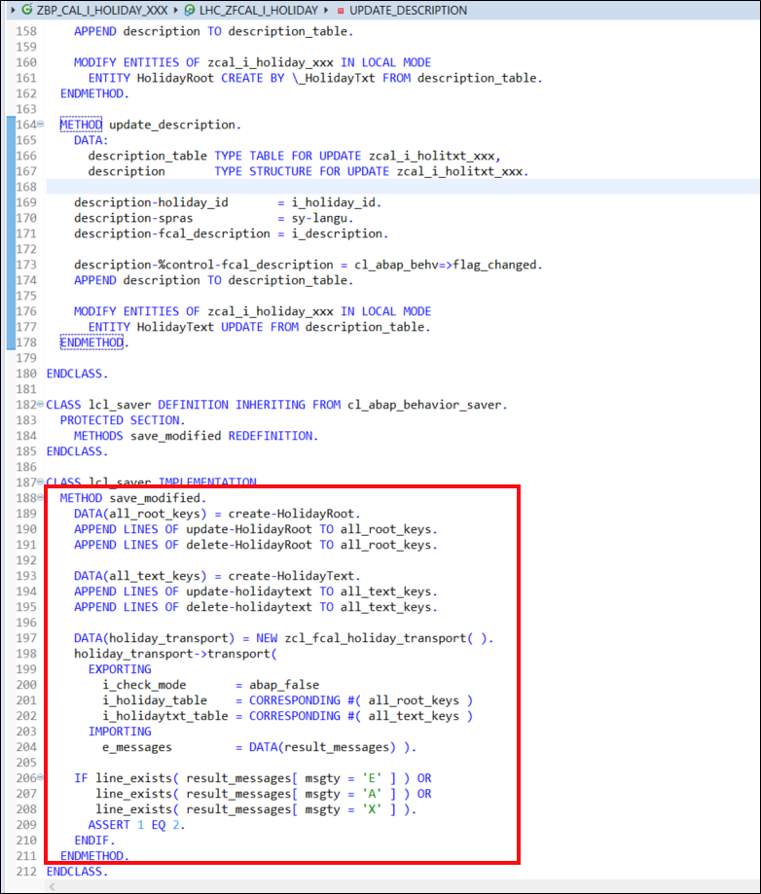 ZBP_CAL_I_HOLIDAY_XXX LHC_ZFCAL_I_HOLIDAY UPDATE_DESCRIPTION
158 APPEND description TO description_table.
159
160 MODIFY ENTITIES OF zcal_i_holiday_xxx IN LOCAL MODE
161 ENTITY HolidayRoot CREATE BY \_HolidayTxt FROM description_table.
162 ENDMETHOD.
163
164 METHOD update_description.
165 DATA:
166 description_table TYPE TABLE FOR UPDATE zcal_i_holitxt_xxx,
167 description TYPE STRUCTURE FOR UPDATE zcal_i_holitxt_xxx.
168
169 description-holiday_id = i_holiday_id.
170 description-spras = sy-langu.
171 description-fcal_description = i_description.
172
173 description-%control-fcal_description = cl_abap_behv=>flag_changed.
174 APPEND description TO description_table.
175
176 MODIFY ENTITIES OF zcal_i_holiday_xxx IN LOCAL MODE
177 ENTITY HolidayText UPDATE FROM description_table.
178 ENDMETHOD.
179
180 ENDCLASS.
181
182 CLASS lcl_saver DEFINITION INHERITING FROM cl_abap_behavior_saver.
183 PROTECTED SECTION.
184 METHODS save_modified REDEFINITION.
185 ENDCLASS.
186
187 CLASS lcl_saver IMPLEMENTATION
188 METHOD save_modified.
189 DATA(all_root_keys) = create-HolidayRoot.
190 APPEND LINES OF update-HolidayRoot TO all_root_keys.
191 APPEND LINES OF delete-HolidayRoot TO all_root_keys.
192
193 DATA(all_text_keys) = create-HolidayText.
194 APPEND LINES OF update-holidaytext TO all_text_keys.
195 APPEND LINES OF delete-holidaytext TO all_text_keys.
196
197 DATA(holiday_transport) = NEW zcl_fcal_holiday_transport( ).
198 holiday_transport->transport(
199 EXPORTING
200 i_check_mode = abap_false
201 i_holiday_table = CORRESPONDING #( all_root_keys )
202 i_holidaytxt_table = CORRESPONDING #( all_text_keys )
203 IMPORTING
204 e_messages = DATA(result_messages) ).
205
206 IF line_exists( result_messages[ msgty = 'E' ] ) OR
207 line_exists( result_messages[ msgty = 'A' ] ) OR
208 line_exists( result_messages[ msgty = 'X' ] ).
209 ASSERT 1 EQ 2.
210 ENDIF.
211 ENDMETHOD.
212 ENDCLASS.